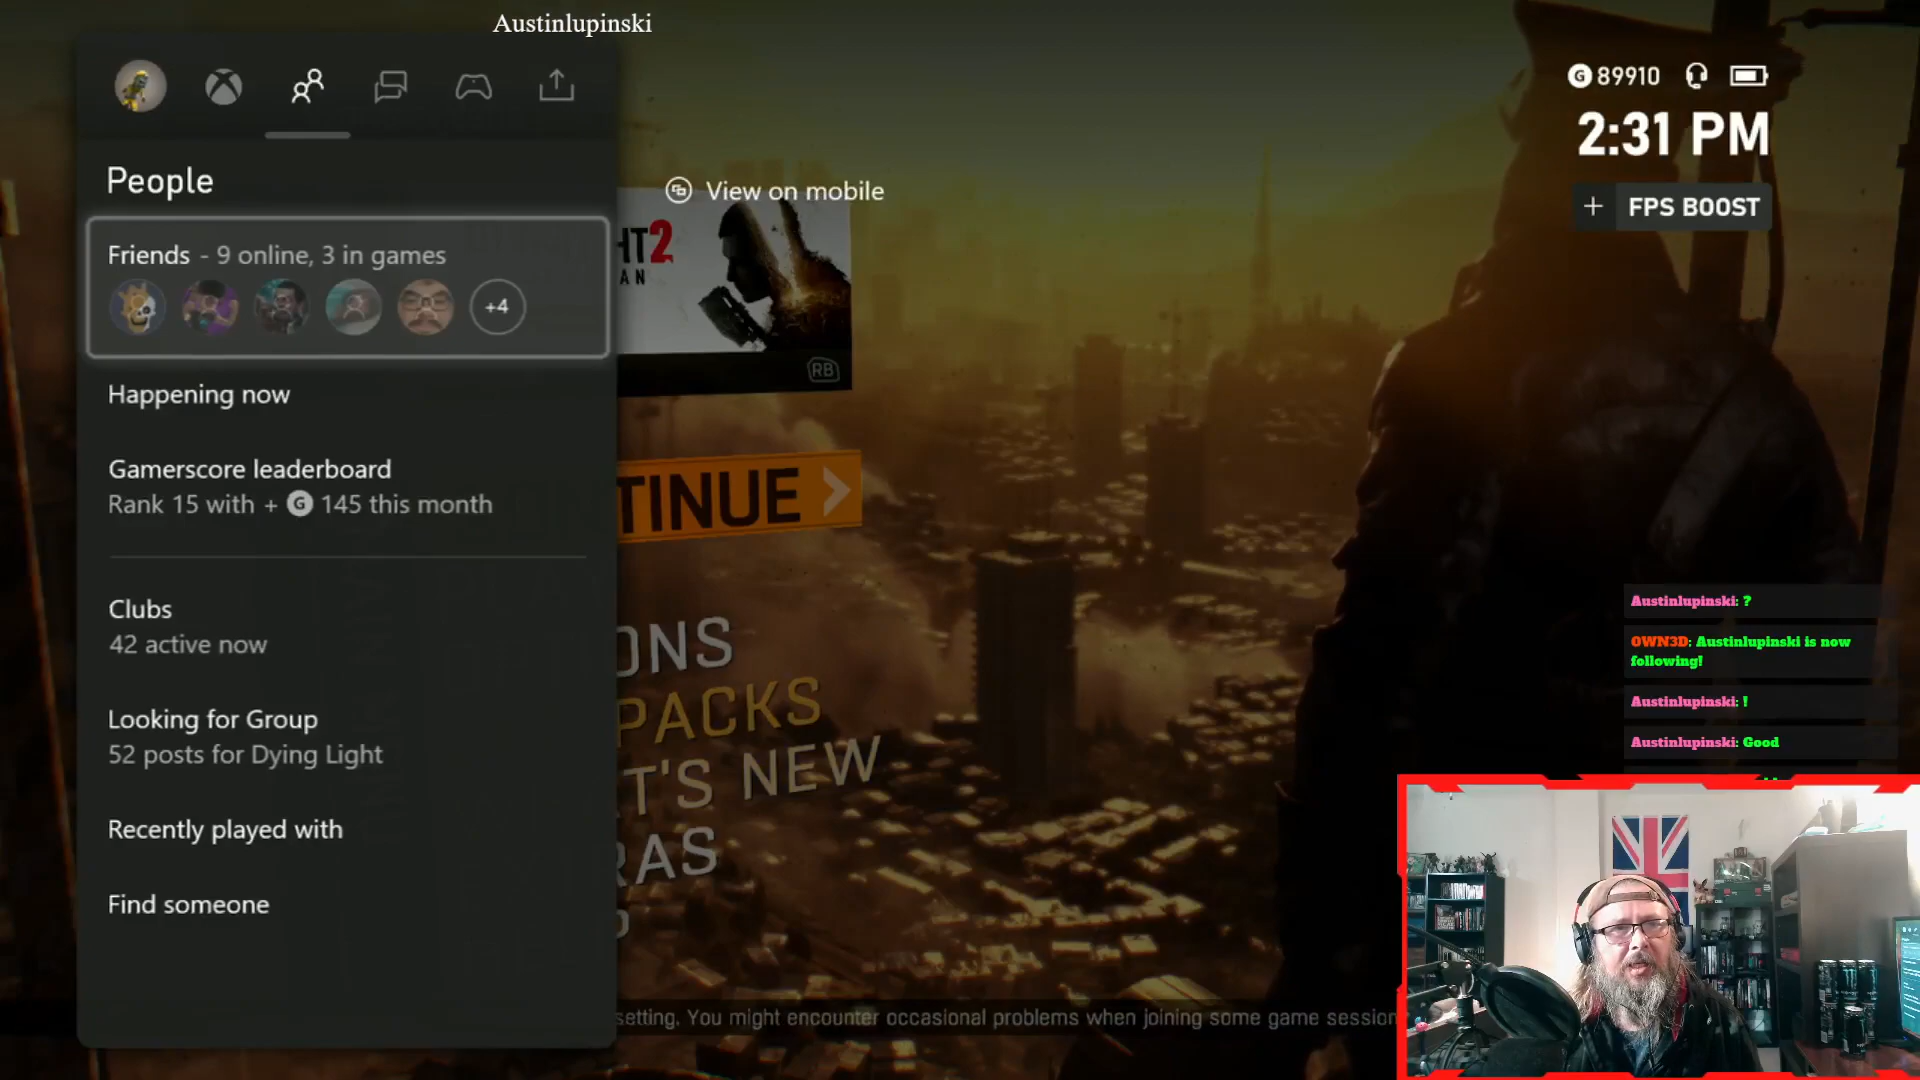 Austinlupinski
89910
2:31 PM
FPS BOOST
People
View on mobile
Friends - 9 online, 3 in games
+4
HT2
AN
RB
Happening now
Gamerscore leaderboard
Rank 15 with + G 145 this month
TINUE
Clubs
42 active now
ONS
PACKS
Looking for Group
52 posts for Dying Light
T'S NEW
Recently played with
RAS
Find someone
setting. You might encounter occasional problems when joining some game session
Austinlupinski: ?
OWN3D: Austinlupinski is now
following!
Austinlupinski: !
Austinlupinski: Good